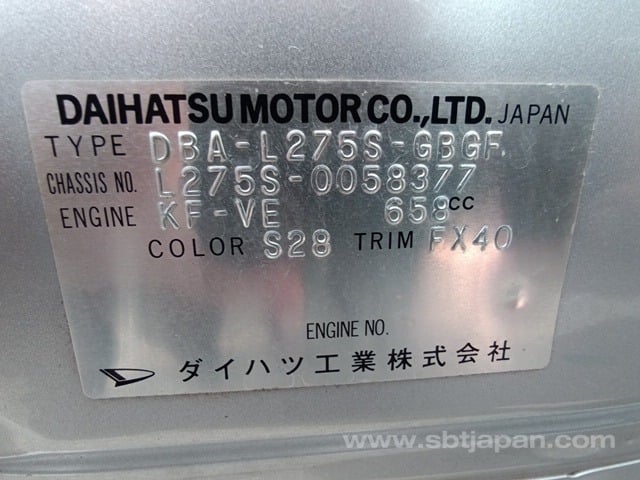 DAIHATSU MOTOR CO.,LTD. JAPAN
TYPE DBA-L275S-GBGF
CHASSIS NO. L275S-0058377
ENGINE KF-VE 658CC
COLOR S28 TRIM FX40
ENGINE NO.
ダイハツ工業株式会社
www.sbtjapan.com